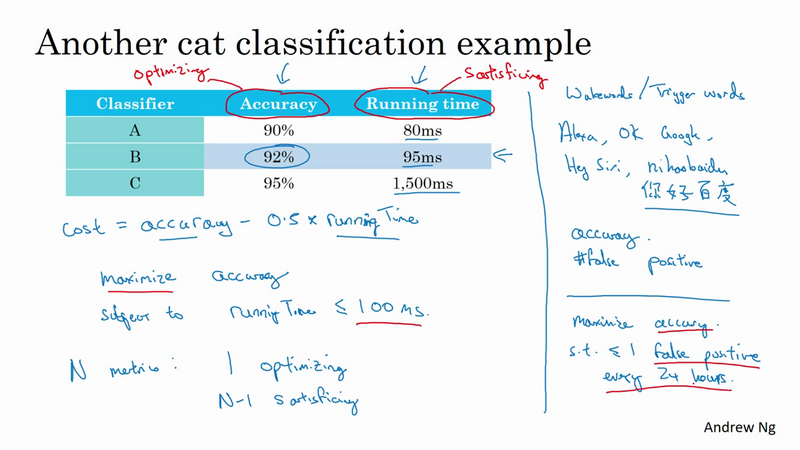 Another cat classification example
optimizing
satisficing
Classifier Accuracy Running time
A 90% 80ms
B 92% 95ms
C 95% 1,500ms
cost = accuracy - 0.5 x runningTime
maximize accuracy
subject to runningTime ≤ 100 ms.
N metrics : 1 optimizing
N-1 satisficing
Wakewords / Trigger words
Alexa, Ok Google,
Hey Siri, nihaobaidu
你好百度
accuracy.
#false positive
maximize accuracy.
s.t. ≤ 1 false positive
every 24 hours.
Andrew Ng